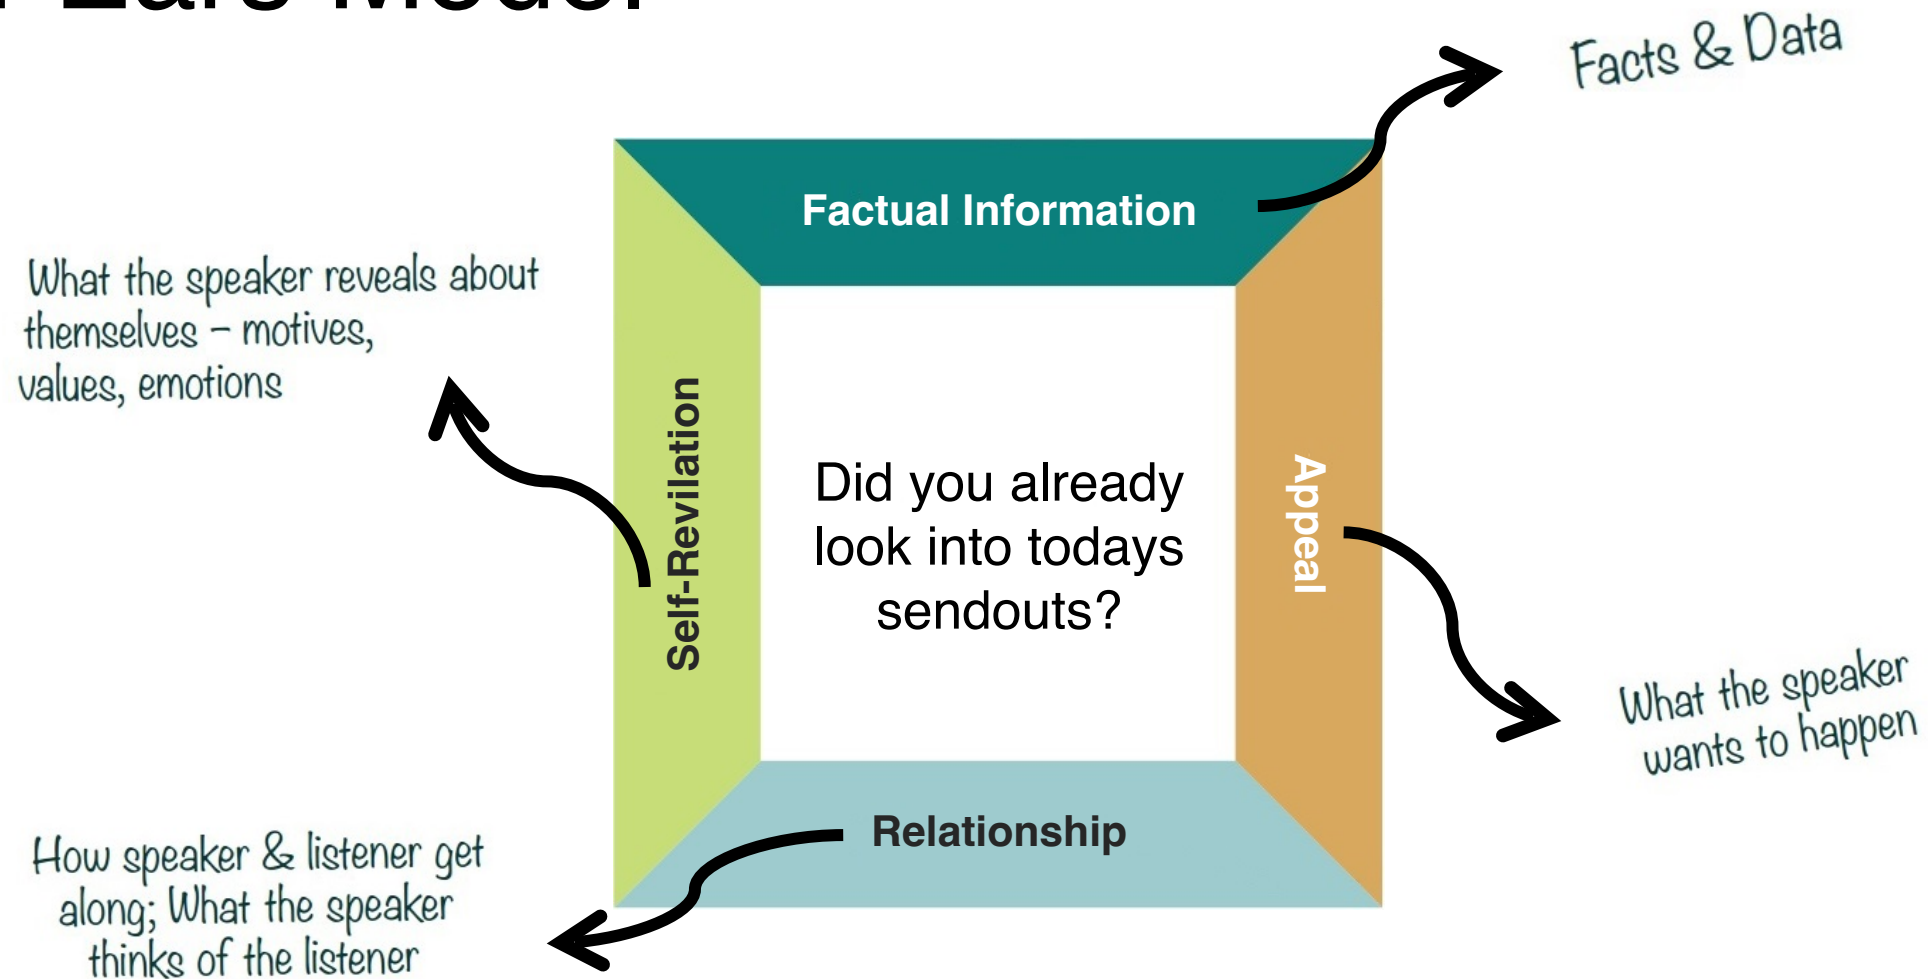 Ears Model
Facts & Data
Factual Information
What the speaker reveals about
themselves – motives,
values, emotions
Self-Revilation
Did you already
look into todays
sendouts?
Appeal
What the speaker
wants to happen
Relationship
How speaker & listener get
along; What the speaker
thinks of the listener